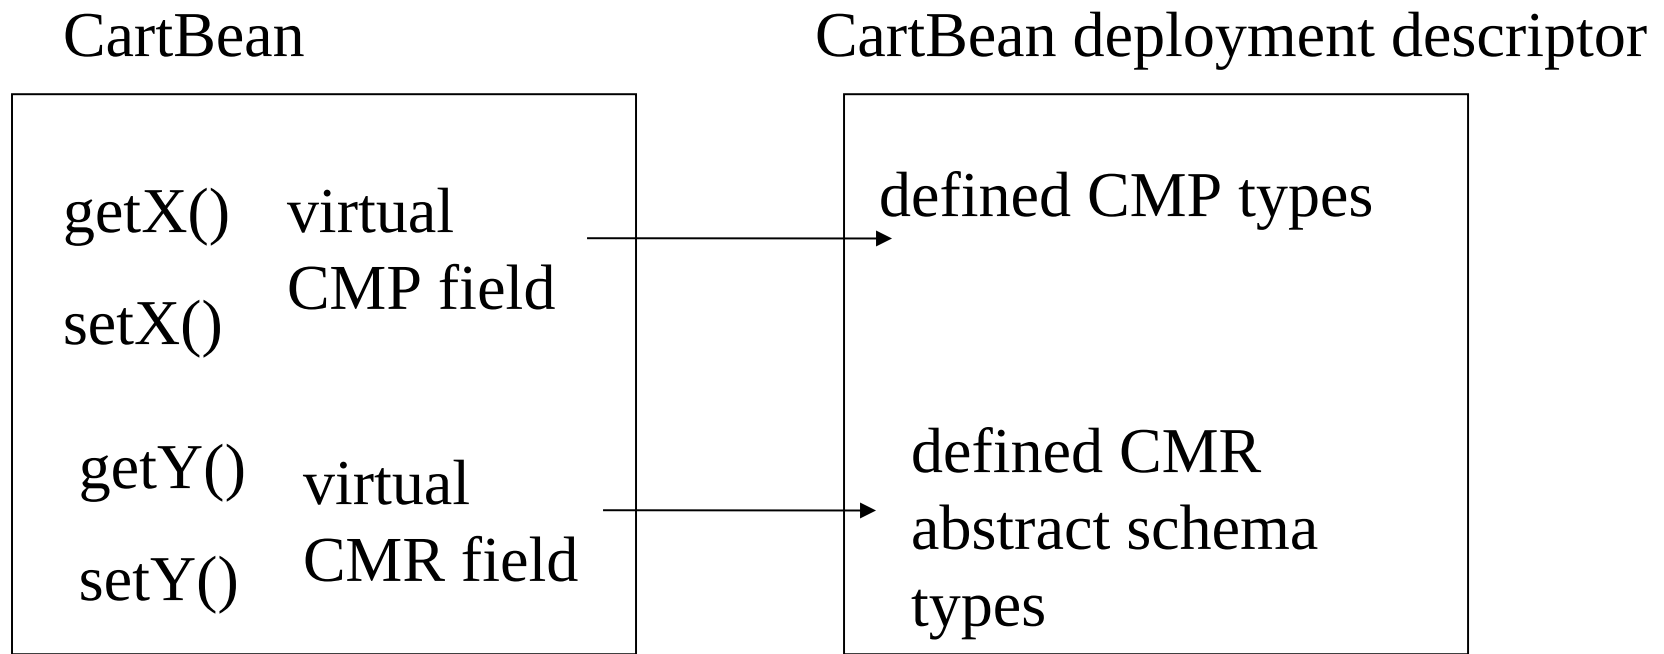 CartBean
CartBean deployment descriptor
getX()
virtual
CMP field
setX()
defined CMP types
getY()
virtual
CMR field
setY()
defined CMR
abstract schema
types